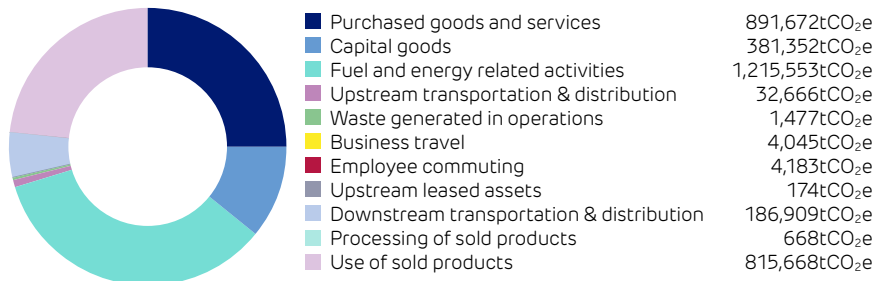 Purchased goods and services 891,672tCO₂e
Capital goods 381,352tCO₂e
Fuel and energy related activities 1,215,553tCO₂e
Upstream transportation & distribution 32,666tCO₂e
Waste generated in operations 1,477tCO₂e
Business travel 4,045tCO₂e
Employee commuting 4,183tCO₂e
Upstream leased assets 174tCO₂e
Downstream transportation & distribution 186,909tCO₂e
Processing of sold products 668tCO₂e
Use of sold products 815,668tCO₂e